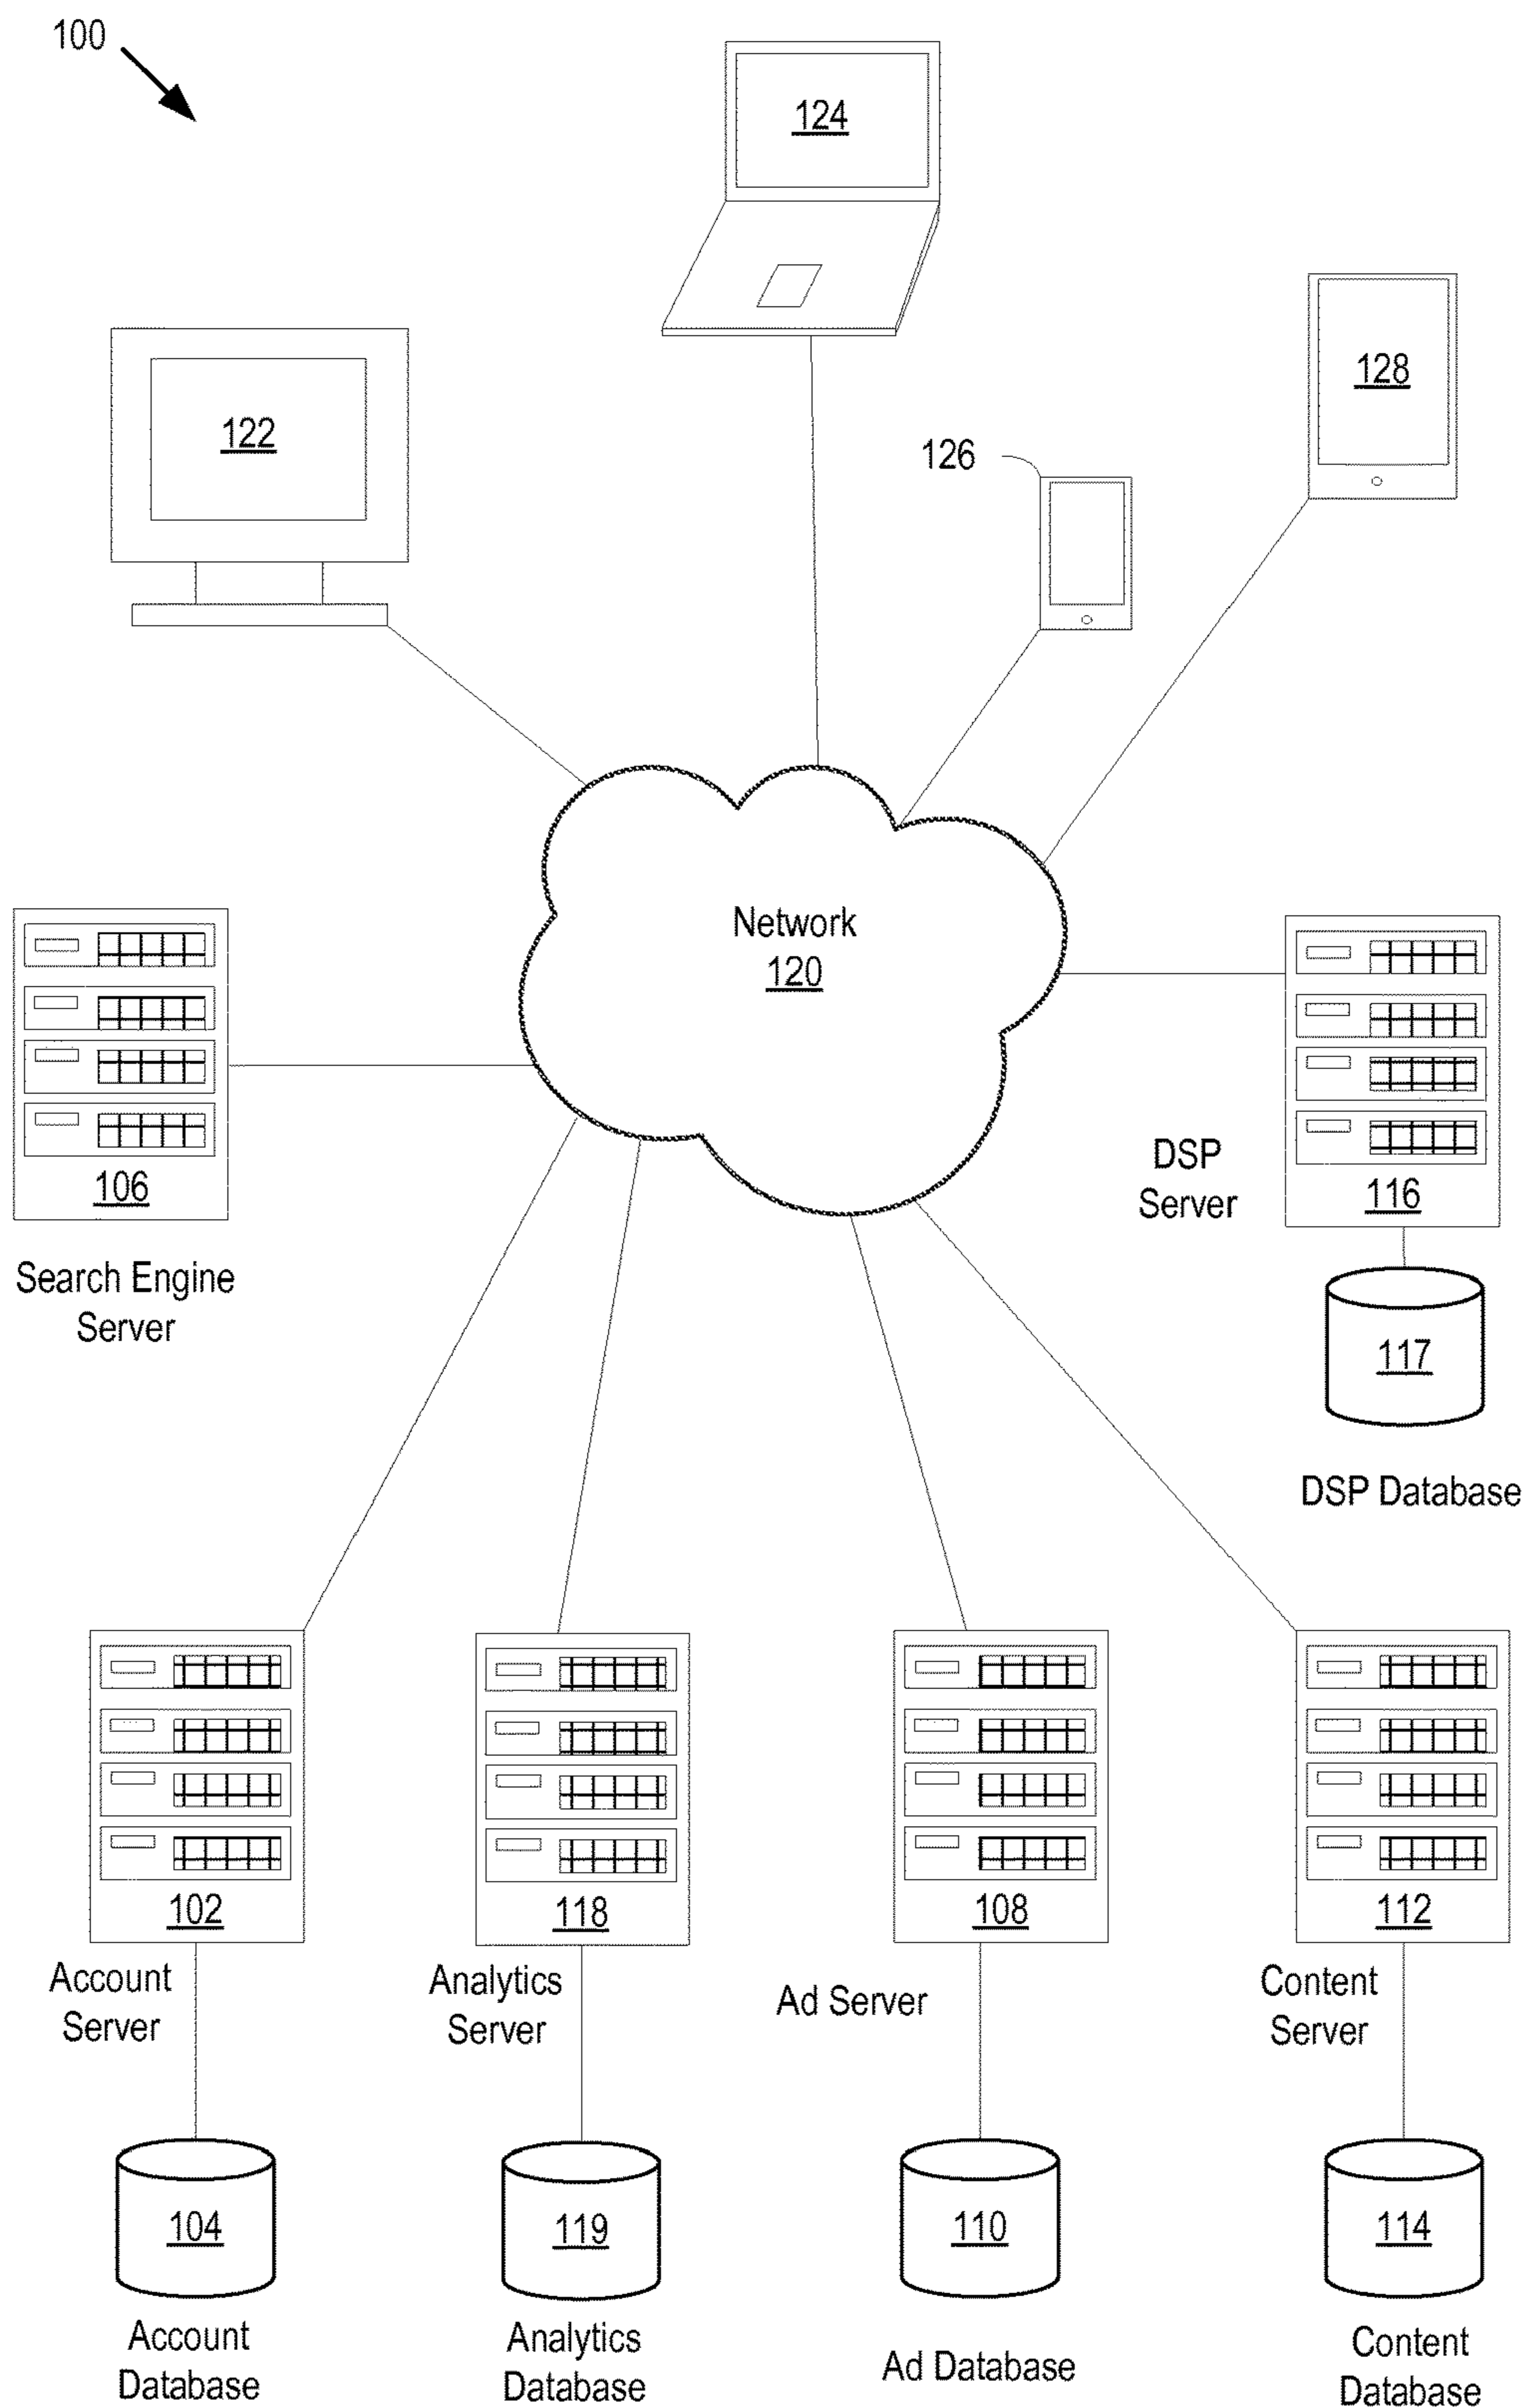 100
124
128
122
126
Network
120
106
Search Engine
Server
DSP
Server
116
117
DSP Database
102
118
108
112
Account
Server
Analytics
Server
Ad Server
Content
Server
104
119
110
114
Account
Database
Analytics
Database
Ad Database
Content
Database